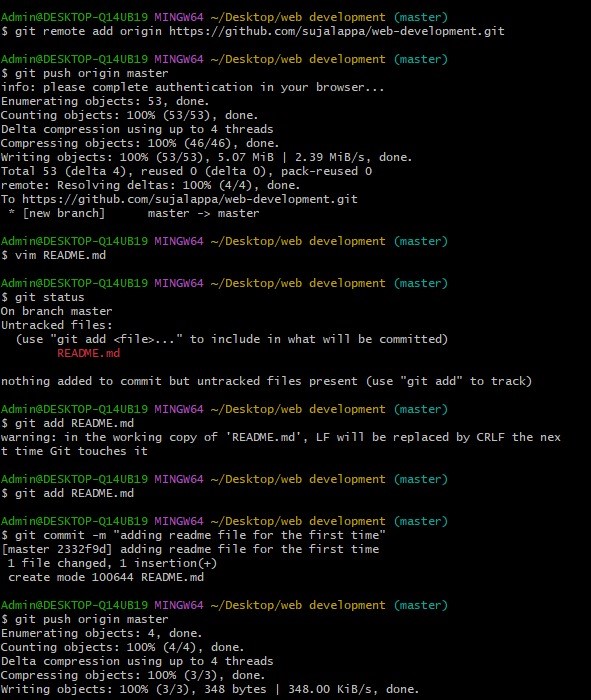 Admin@DESKTOP-Q14UB19 MINGW64 ~/Desktop/web development (master)
$ git remote add origin https://github.com/sujalappa/web-development.git
Admin@DESKTOP-Q14UB19 MINGW64 ~/Desktop/web development (master)
$ git push origin master
info: please complete authentication in your browser...
Enumerating objects: 53, done.
Counting objects: 100% (53/53), done.
Delta compression using up to 4 threads
Compressing objects: 100% (46/46), done.
Writing objects: 100% (53/53), 5.07 MiB | 2.39 MiB/s, done.
Total 53 (delta 4), reused 0 (delta 0), pack-reused 0
remote: Resolving deltas: 100% (4/4), done.
To https://github.com/sujalappa/web-development.git
 * [new branch]      master -> master
Admin@DESKTOP-Q14UB19 MINGW64 ~/Desktop/web development (master)
$ vim README.md
Admin@DESKTOP-Q14UB19 MINGW64 ~/Desktop/web development (master)
$ git status
On branch master
Untracked files:
  (use "git add <file>..." to include in what will be committed)
        README.md
nothing added to commit but untracked files present (use "git add" to track)
Admin@DESKTOP-Q14UB19 MINGW64 ~/Desktop/web development (master)
$ git add README.md
warning: in the working copy of 'README.md', LF will be replaced by CRLF the nex
t time Git touches it
Admin@DESKTOP-Q14UB19 MINGW64 ~/Desktop/web development (master)
$ git add README.md
Admin@DESKTOP-Q14UB19 MINGW64 ~/Desktop/web development (master)
$ git commit -m "adding readme file for the first time"
[master 2332f9d] adding readme file for the first time
 1 file changed, 1 insertion(+)
 create mode 100644 README.md
Admin@DESKTOP-Q14UB19 MINGW64 ~/Desktop/web development (master)
$ git push origin master
Enumerating objects: 4, done.
Counting objects: 100% (4/4), done.
Delta compression using up to 4 threads
Compressing objects: 100% (3/3), done.
Writing objects: 100% (3/3), 348 bytes | 348.00 KiB/s, done.